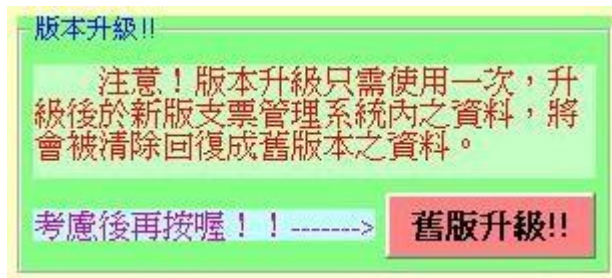 版本升級!!
注意！版本升級只需使用一次，升
級後於新版支票管理系統內之資料，將
會被清除回復成舊版本之資料。
考慮後再按喔！！-------> 舊版升級!!